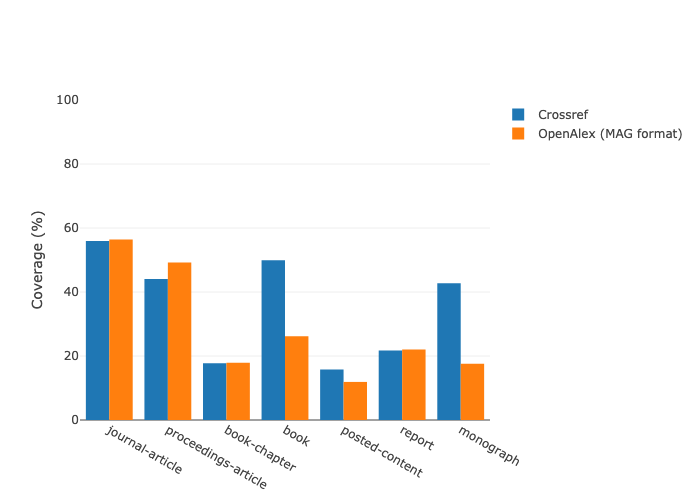 100
80
60
40
20
0
Coverage (%)
journal-article
proceedings-article
book-chapter
book
posted-content
report
monograph
Crossref
OpenAlex (MAG format)